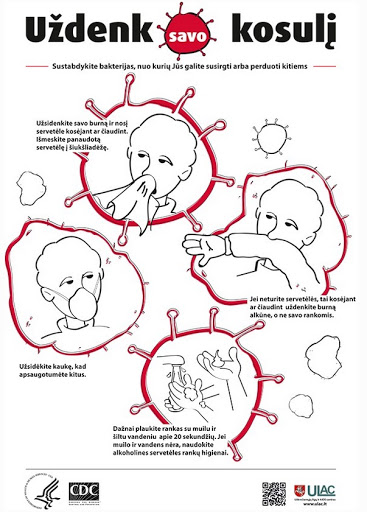 Uždenk savo kosulį
Sustabdykite bakterijas, nuo kurių Jūs galite susirgti arba perduoti kitiems
Užsidenkite savo burną ir nosį
servetėle kosėjant ar čiaudint.
Išmeskite panaudotą
servetėlę į šiukšliadėžę.
Jei neturite servetėlės, tai kosėjant
ar čiaudint uždenkite burną
alkūne, o ne savo rankomis.
Užsidėkite kaukę, kad
apsaugotumėte kitus.
Dažnai plaukite rankas su muilu ir
šiltu vandeniu apie 20 sekundžių. Jei
muilo ir vandens nėra, naudokite
alkoholines servetėles rankų higienai.
CDC
ULAC
www.ulac.lt